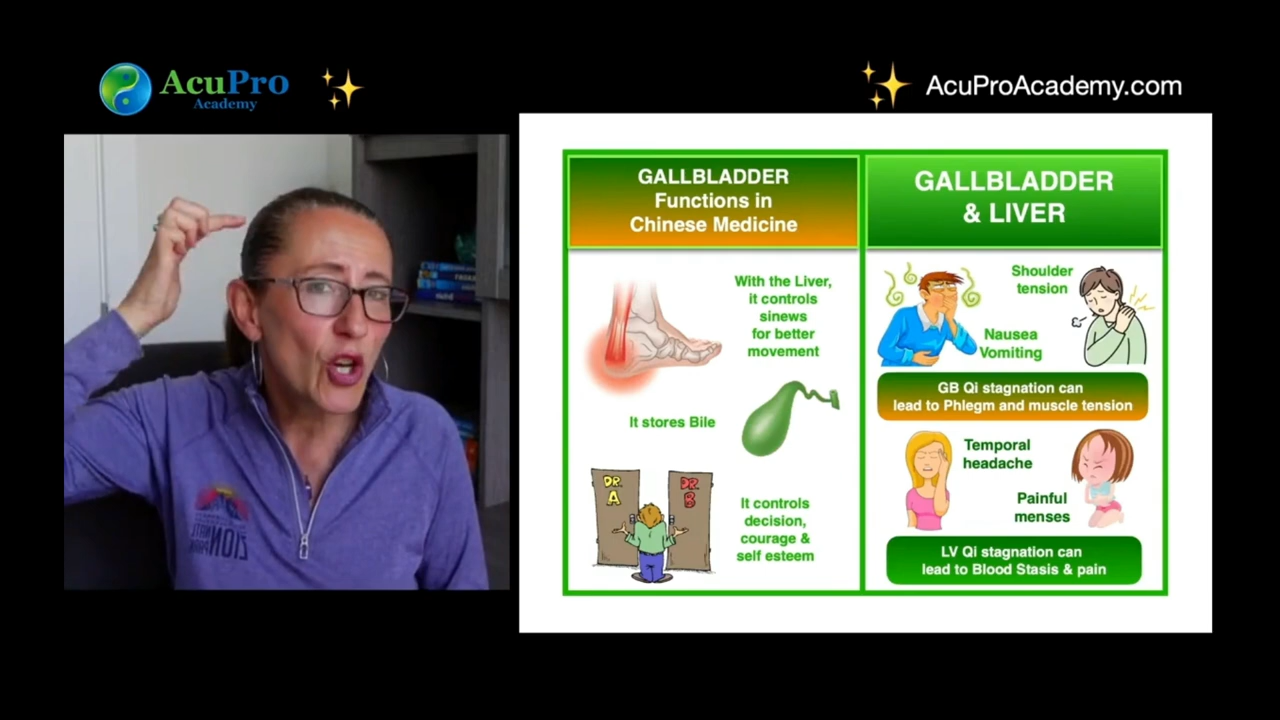 AcuPro
Academy
AcuProAcademy.com
GALLBLADDER
Functions in
Chinese Medicine
With the Liver,
it controls
sinews
for better
movement
It stores Bile
DR.
A
DR.
B
It controls
decision,
courage &
self esteem
GALLBLADDER
& LIVER
Shoulder
tension
Nausea
Vomiting
GB Qi stagnation can
lead to Phlegm and muscle tension
Temporal
headache
Painful
menses
LV Qi stagnation can
lead to Blood Stasis & pain
ZION